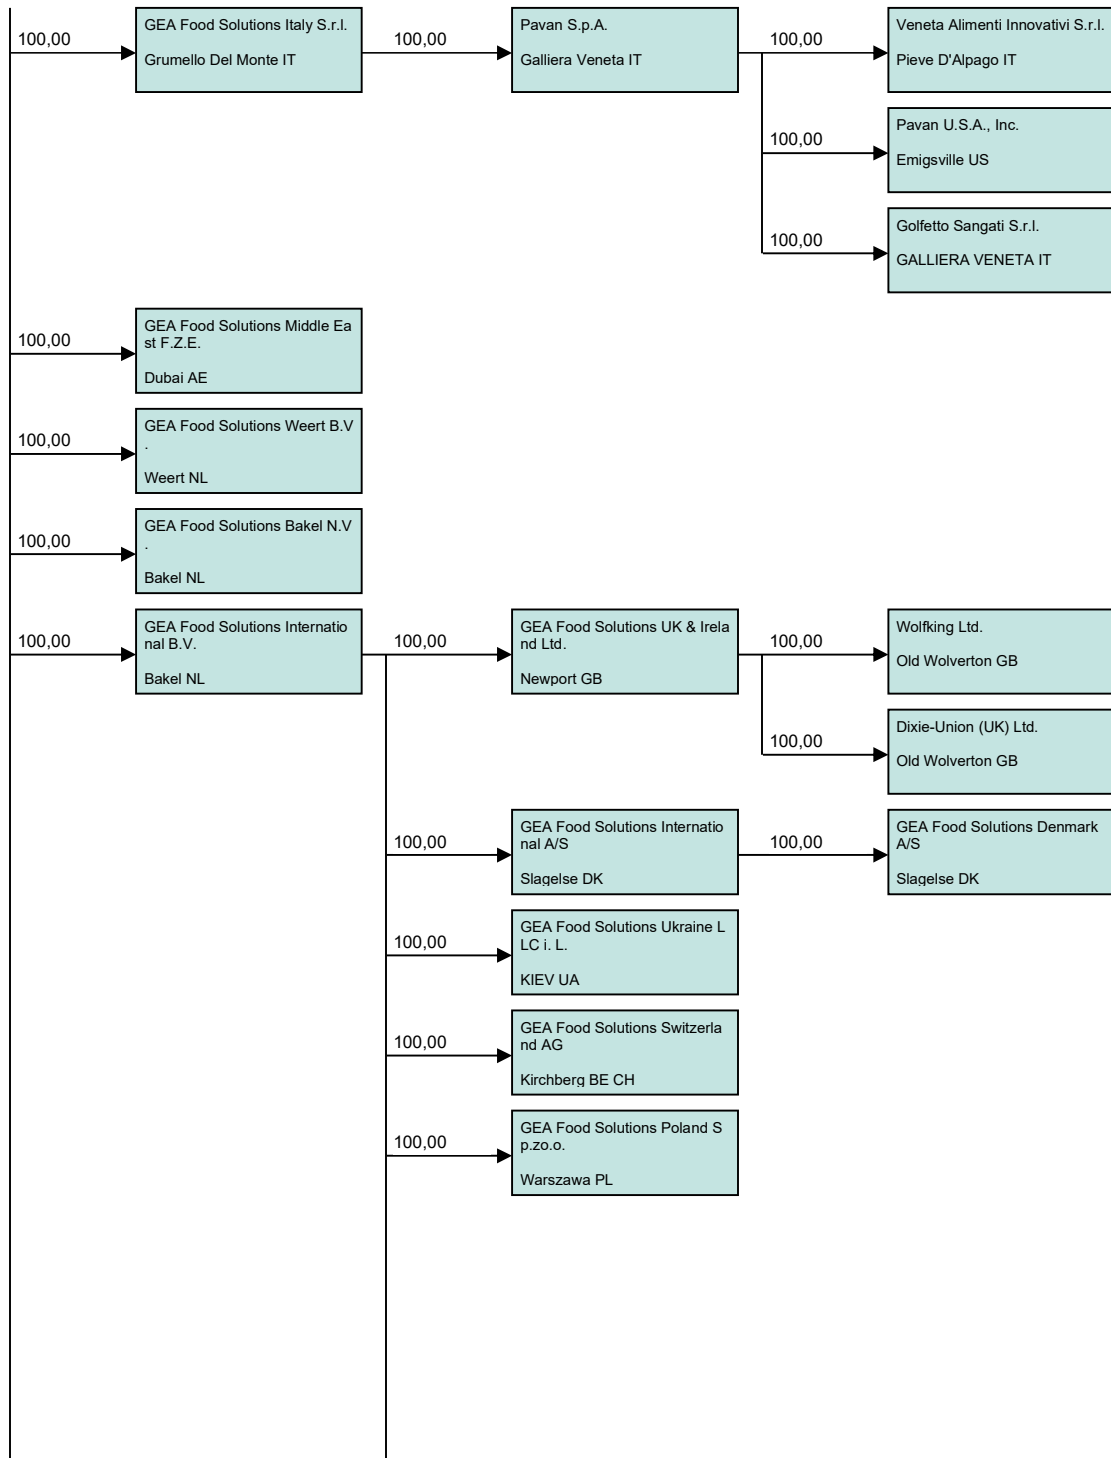 100,00
GEA Food Solutions Italy S.r.l.
Grumello Del Monte IT
100,00
Pavan S.p.A.
Galliera Veneta IT
100,00
Veneta Alimenti Innovativi S.r.l.
Pieve D'Alpago IT
100,00
Pavan U.S.A., Inc.
Emigsville US
100,00
Golfetto Sangati S.r.l.
GALLIERA VENETA IT
100,00
GEA Food Solutions Middle Ea
st F.Z.E.
Dubai AE
100,00
GEA Food Solutions Weert B.V
.
Weert NL
100,00
GEA Food Solutions Bakel N.V
.
Bakel NL
100,00
GEA Food Solutions Internatio
nal B.V.
Bakel NL
100,00
GEA Food Solutions UK & Irela
nd Ltd.
Newport GB
100,00
Wolfking Ltd.
Old Wolverton GB
100,00
Dixie-Union (UK) Ltd.
Old Wolverton GB
100,00
GEA Food Solutions Internatio
nal A/S
Slagelse DK
100,00
GEA Food Solutions Denmark
A/S
Slagelse DK
100,00
GEA Food Solutions Ukraine L
LC i. L.
KIEV UA
100,00
GEA Food Solutions Switzerla
nd AG
Kirchberg BE CH
100,00
GEA Food Solutions Poland S
p.zo.o.
Warszawa PL